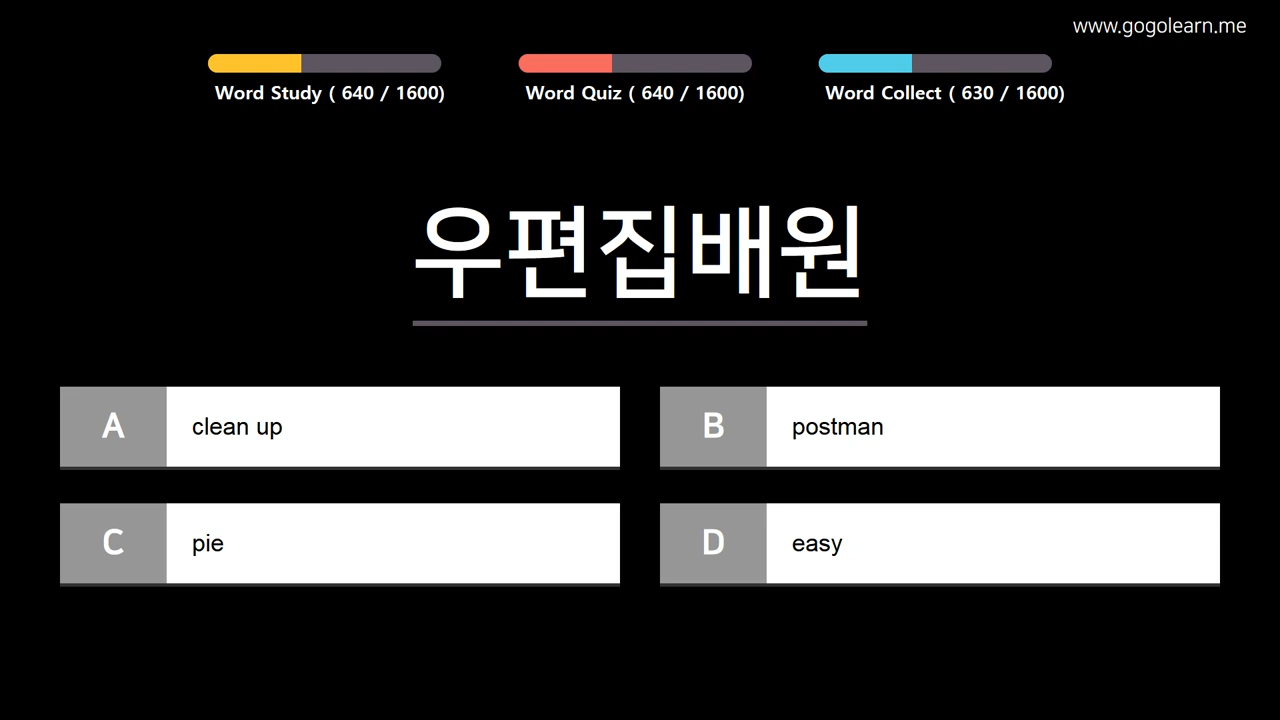 www.gogolearn.me
Word Study ( 640 / 1600)
Word Quiz ( 640 / 1600)
Word Collect ( 630 / 1600)
우편집배원
A clean up
B postman
C pie
D easy